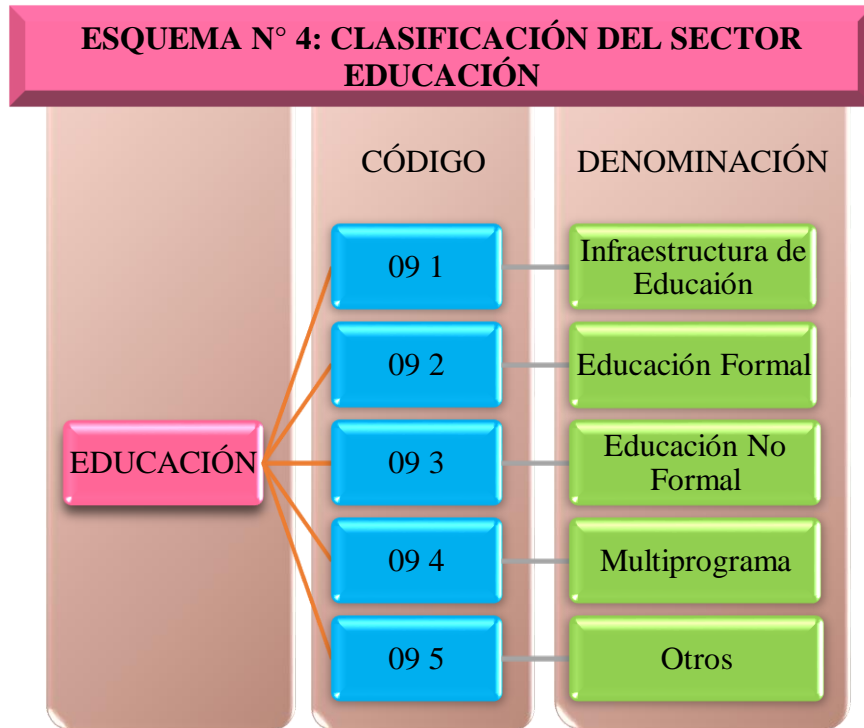 ESQUEMA N° 4: CLASIFICACIÓN DEL SECTOR
EDUCACIÓN
CÓDIGO
DENOMINACIÓN
EDUCACIÓN
09 1
Infraestructura de
Educaión
09 2
Educación Formal
09 3
Educación No
Formal
09 4
Multiprograma
09 5
Otros